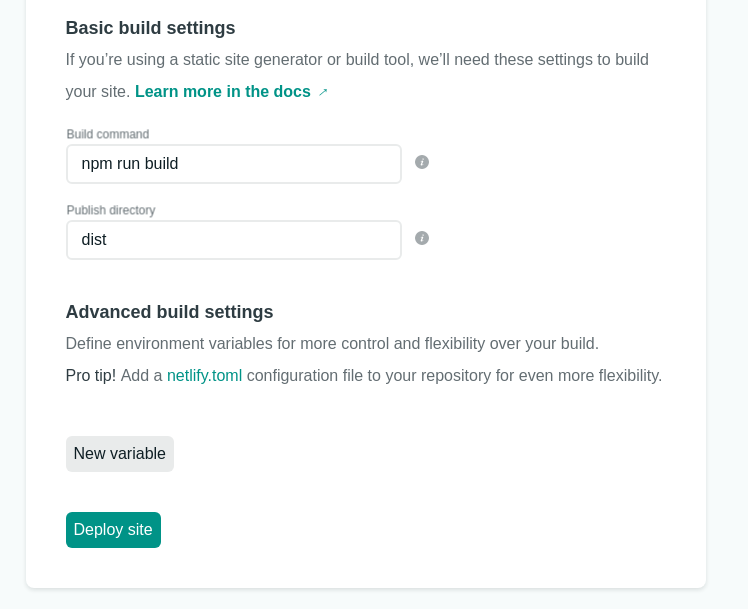 Basic build settings
If you’re using a static site generator or build tool, we’ll need these settings to build
your site. Learn more in the docs ↗
Build command
npm run build
i
Publish directory
dist
i
Advanced build settings
Define environment variables for more control and flexibility over your build.
Pro tip! Add a netlify.toml configuration file to your repository for even more flexibility.
New variable
Deploy site